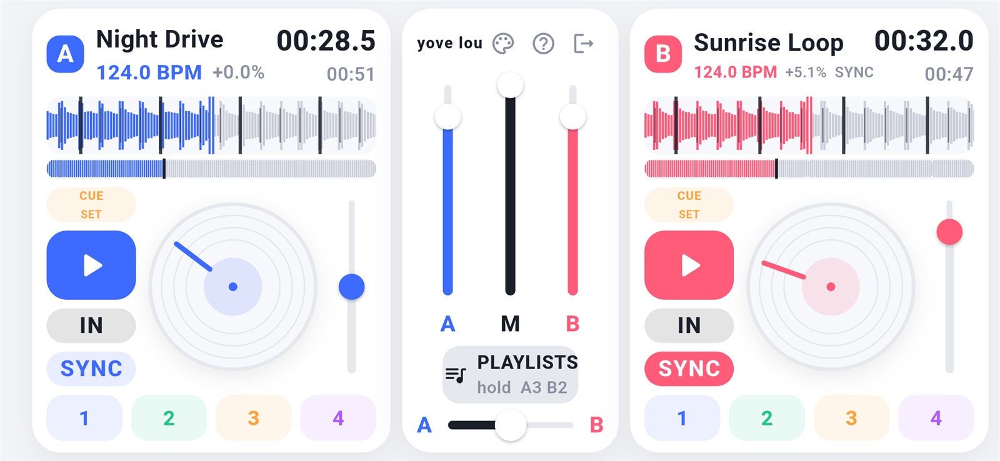 A
Night Drive
00:28.5
124.0 BPM +0.0%
00:51
CUE
SET
IN
SYNC
1 2 3 4
yove lou
A M B
PLAYLISTS
hold A3 B2
A B
B
Sunrise Loop
00:32.0
124.0 BPM +5.1% SYNC
00:47
CUE
SET
IN
SYNC
1 2 3 4